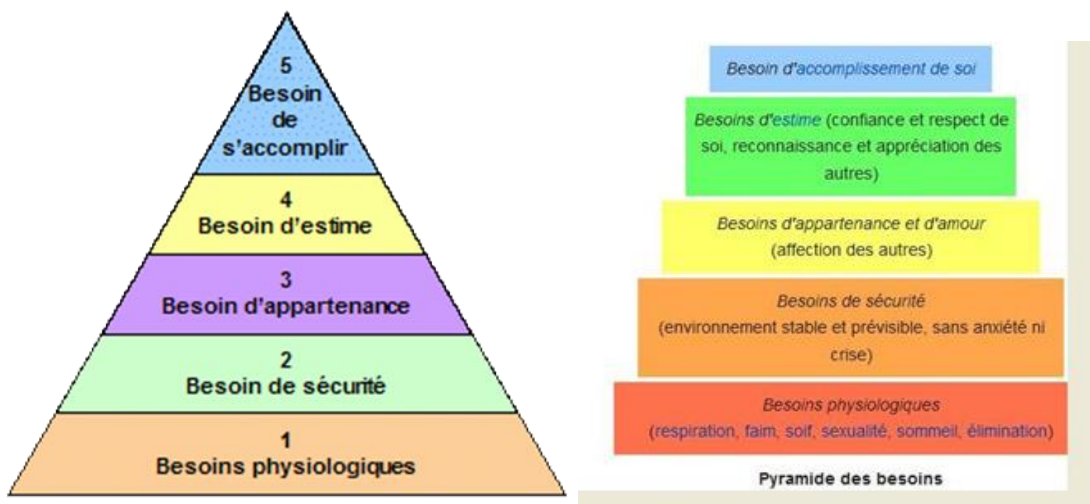 5
Besoin
de
s'accomplir
4
Besoin d'estime
3
Besoin d'appartenance
2
Besoin de sécurité
1
Besoins physiologiques
Besoin d'accomplissement de soi
Besoins d'estime (confiance et respect de
soi, reconnaissance et appréciation des
autres)
Besoins d'appartenance et d'amour
(affection des autres)
Besoins de sécurité
(environnement stable et prévisible, sans anxiété ni
crise)
Besoins physiologiques
(respiration, faim, soif, sexualité, sommeil, élimination)
Pyramide des besoins